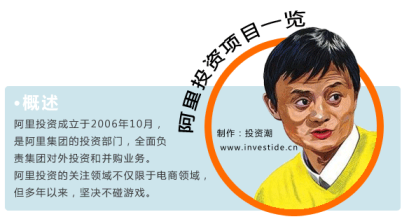 阿里投资项目一览
•概述
阿里投资成立于2006年10月，
是阿里集团的投资部门，全面负
责集团对外投资和并购业务。
阿里投资的关注领域不仅限于电商领域，
但多年以来，坚决不碰游戏。
制作：投资潮
www.investide.cn